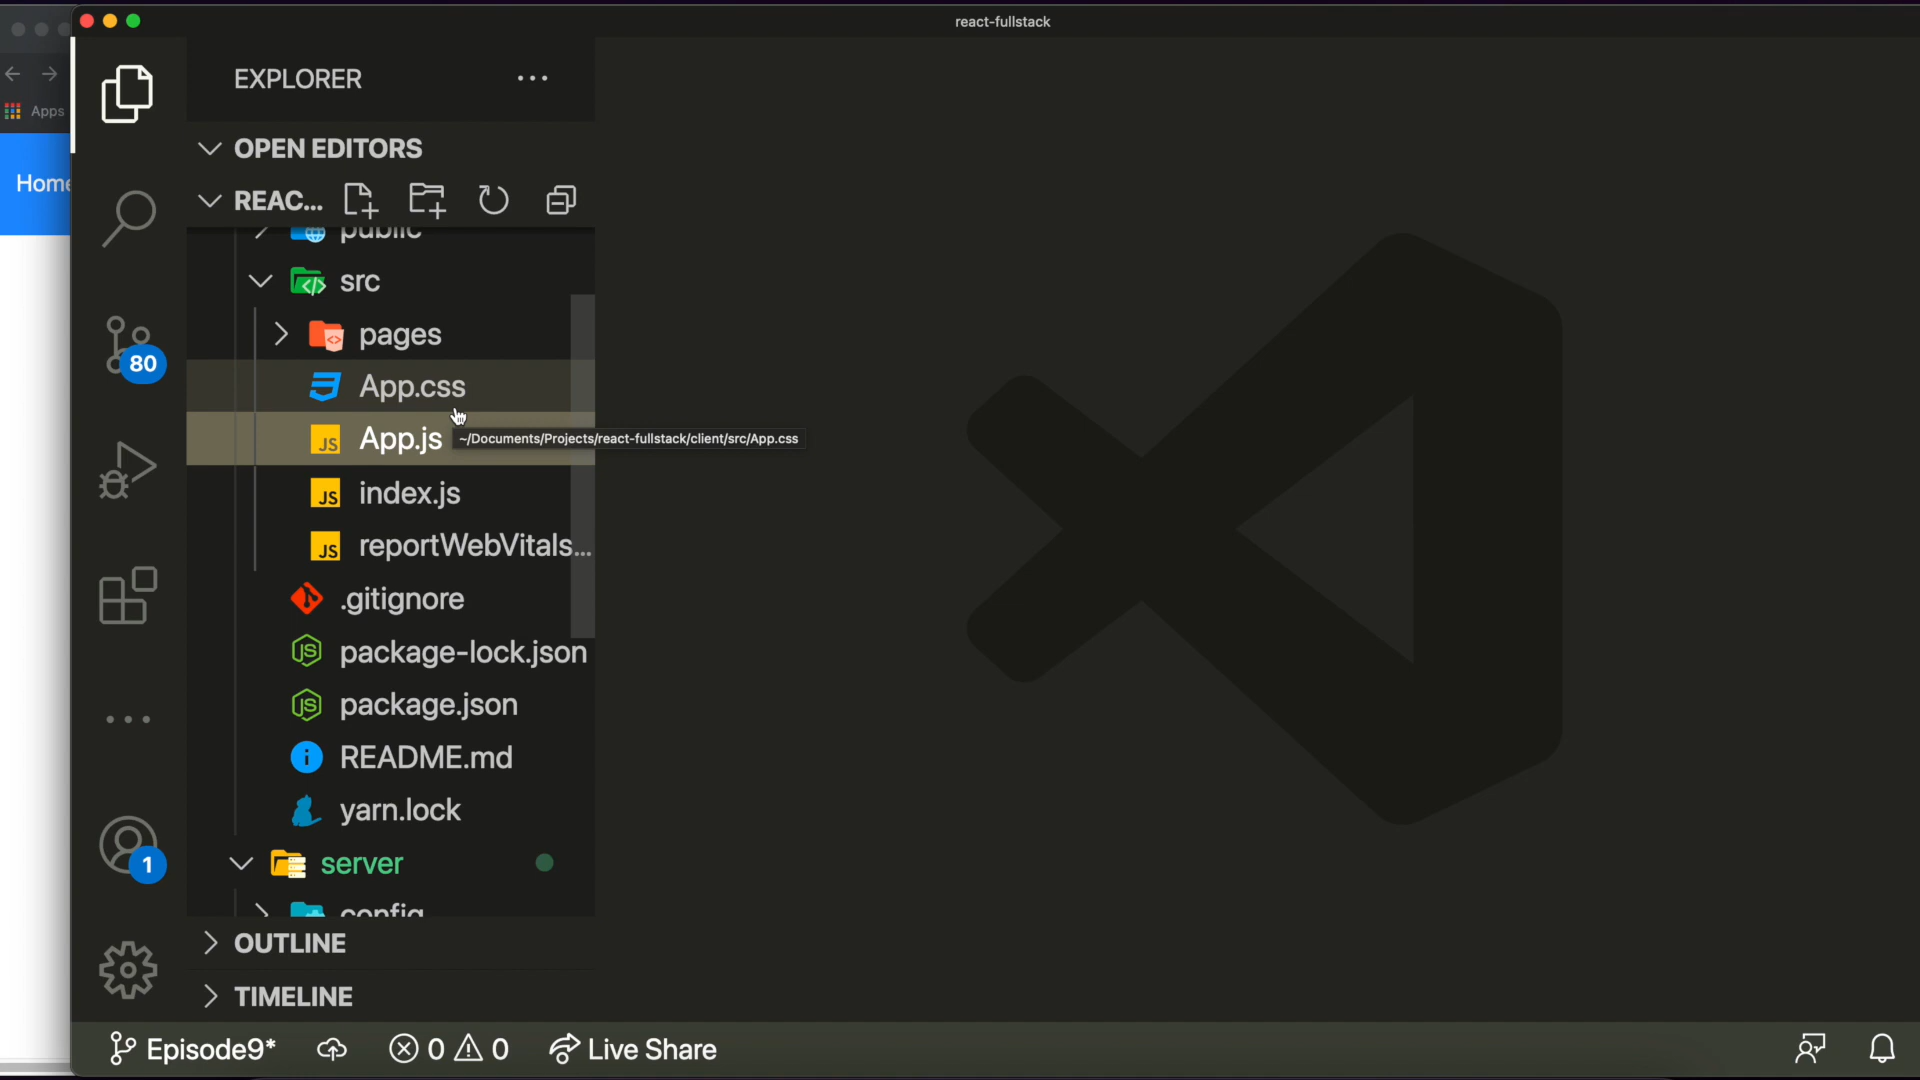 react-fullstack
EXPLORER
Apps
OPEN EDITORS
Home
REAC...
public
src
pages
80
App.css
App.js
~/Documents/Projects/react-fullstack/client/src/App.css
index.js
reportWebVitals...
.gitignore
package-lock.json
package.json
README.md
yarn.lock
server
1
config
OUTLINE
TIMELINE
Episode9* 0 0 Live Share